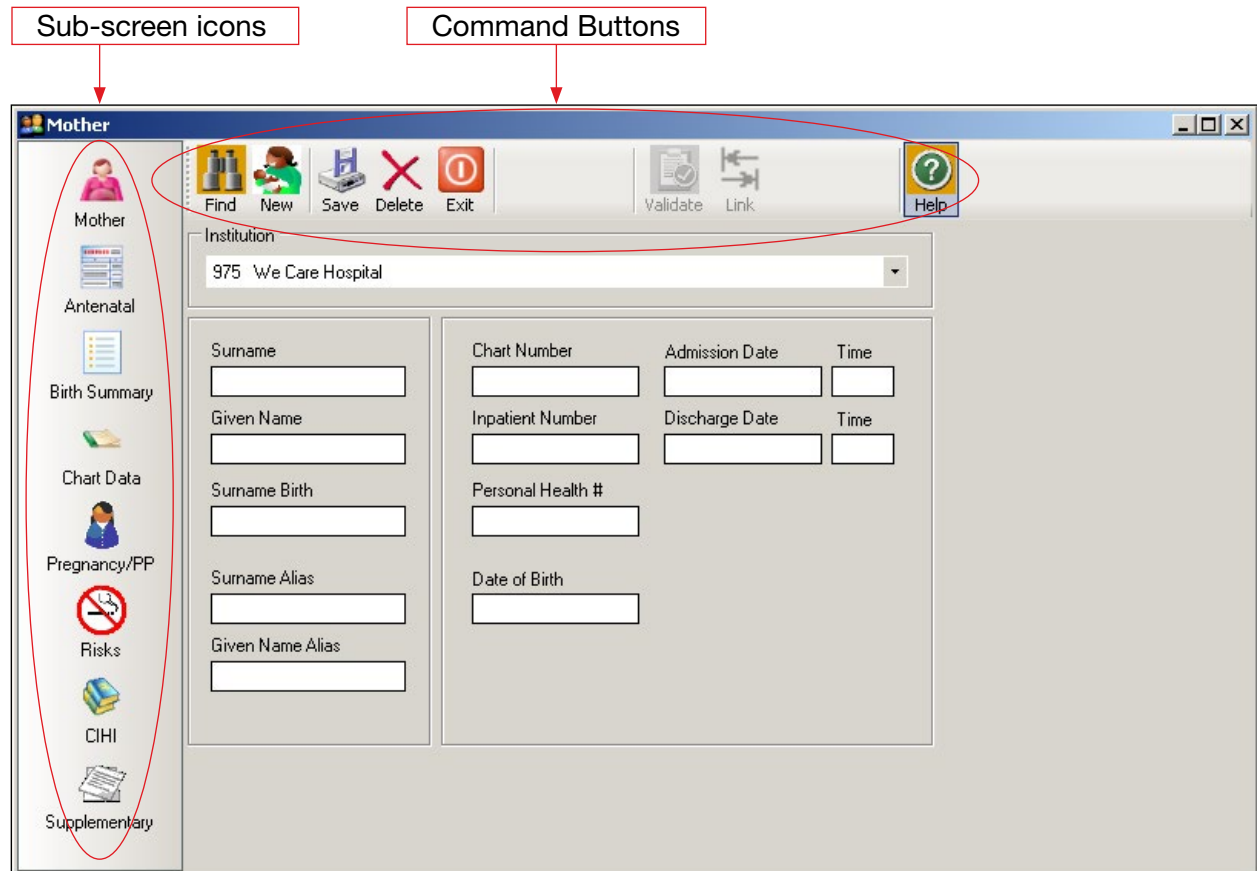 Sub-screen icons
Command Buttons
Mother
Find New Save Delete Exit Validate Link Help
Mother
Antenatal
Birth Summary
Chart Data
Pregnancy/PP
Risks
CIHI
Supplementary
Institution
975 We Care Hospital
Surname
Given Name
Surname Birth
Surname Alias
Given Name Alias
Chart Number Admission Date Time
Inpatient Number Discharge Date Time
Personal Health #
Date of Birth